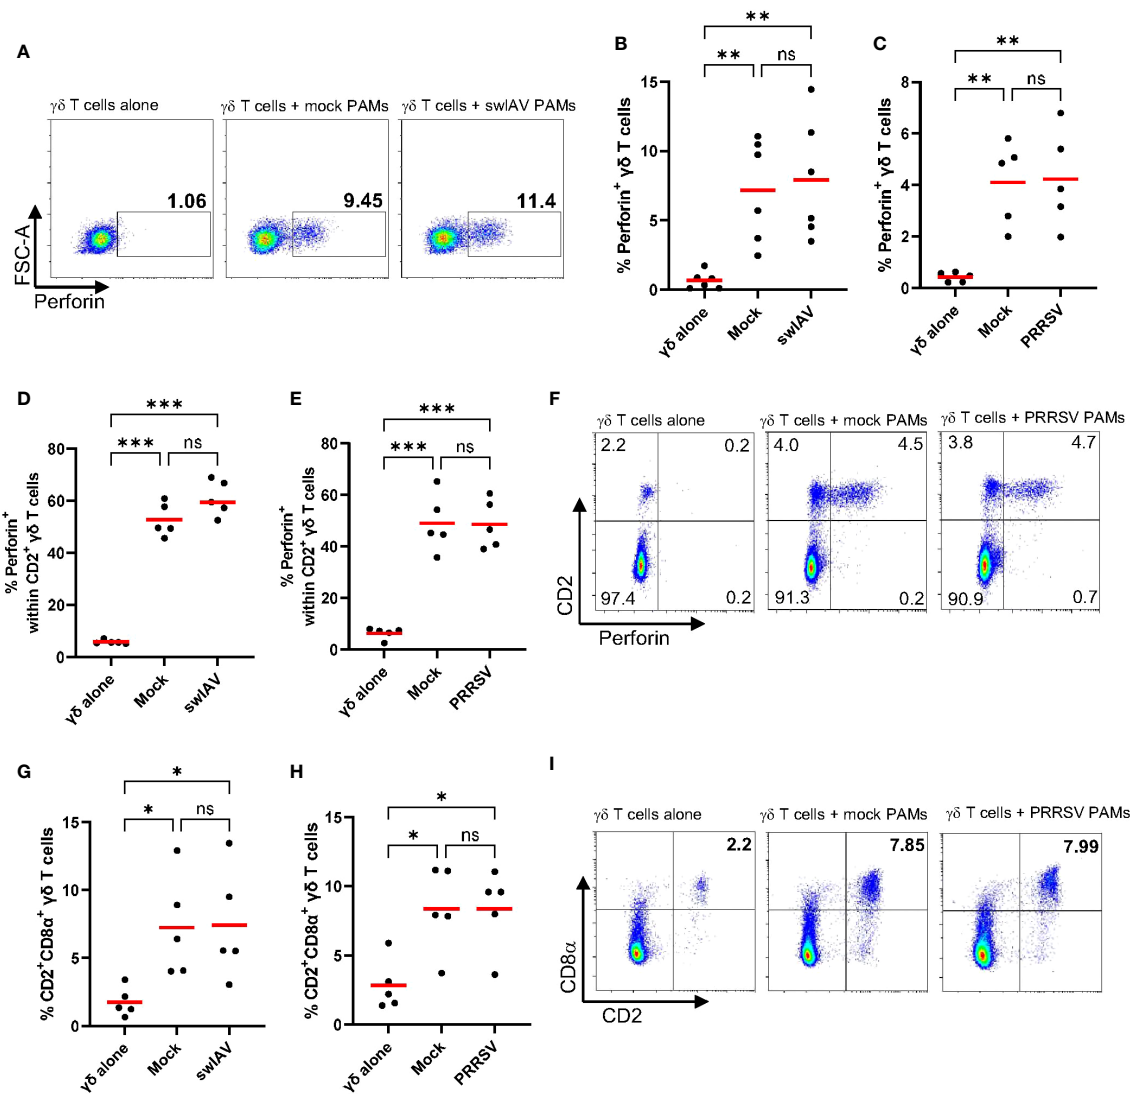 A
γδ T cells alone
γδ T cells + mock PAMs
γδ T cells + swIAV PAMs
1.06
9.45
11.4
FSC-A
Perforin
B
**
**
ns
% Perforin+ γδ T cells
15
10
5
0
γδ alone
Mock
swIAV
C
**
**
ns
% Perforin+ γδ T cells
8
6
4
2
0
γδ alone
Mock
PRRSV
D
***
***
ns
% Perforin+
within CD2+ γδ T cells
80
60
40
20
0
γδ alone
Mock
swIAV
E
***
***
ns
% Perforin+
within CD2+ γδ T cells
80
60
40
20
0
γδ alone
Mock
PRRSV
F
γδ T cells alone
γδ T cells + mock PAMs
γδ T cells + PRRSV PAMs
2.2
0.2
4.0
4.5
3.8
4.7
97.4
0.2
91.3
0.2
90.9
0.7
CD2
Perforin
G
*
*
ns
% CD2+CD8α+ γδ T cells
15
10
5
0
γδ alone
Mock
swIAV
H
*
*
ns
% CD2+CD8α+ γδ T cells
15
10
5
0
γδ alone
Mock
PRRSV
I
γδ T cells alone
γδ T cells + mock PAMs
γδ T cells + PRRSV PAMs
2.2
7.85
7.99
CD8α
CD2